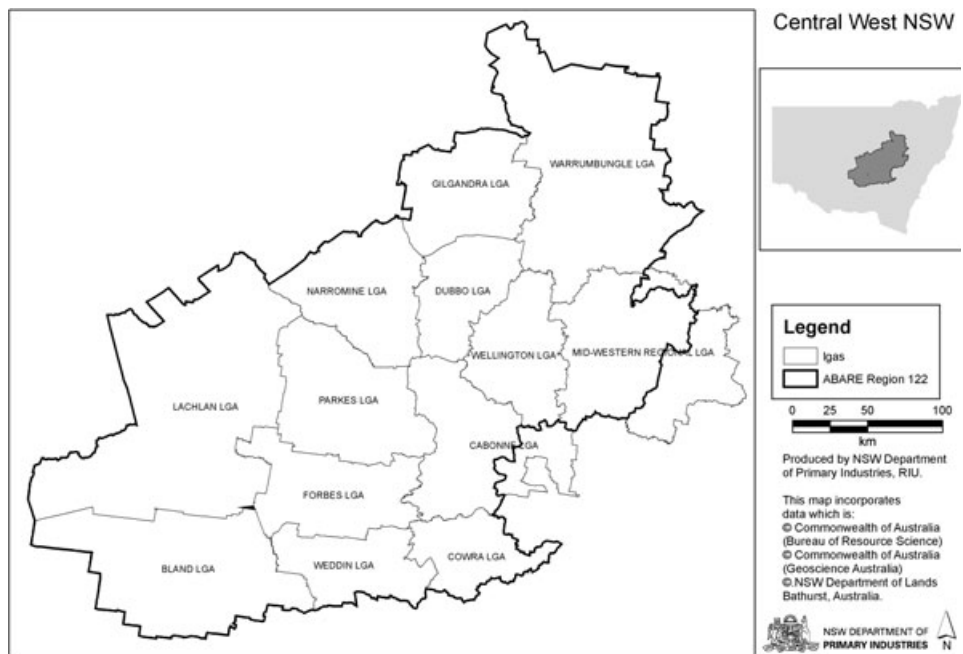 Central West NSW
WARRUMBUNGLE LGA
GILGANDRA LGA
NARROMINE LGA
DUBBO LGA
WELLINGTON LGA
MID-WESTERN REGIONAL LGA
LACHLAN LGA
PARKES LGA
CABONNE LGA
FORBES LGA
BLAND LGA
WEDDIN LGA
COWRA LGA
Legend
lgas
ABARE Region 122
0 25 50 100
km
Produced by NSW Department
of Primary Industries, RIU.
This map incorporates
data which is:
© Commonwealth of Australia
(Bureau of Resource Science)
© Commonwealth of Australia
(Geoscience Australia)
©.NSW Department of Lands
Bathurst, Australia.
NSW DEPARTMENT OF
PRIMARY INDUSTRIES
N